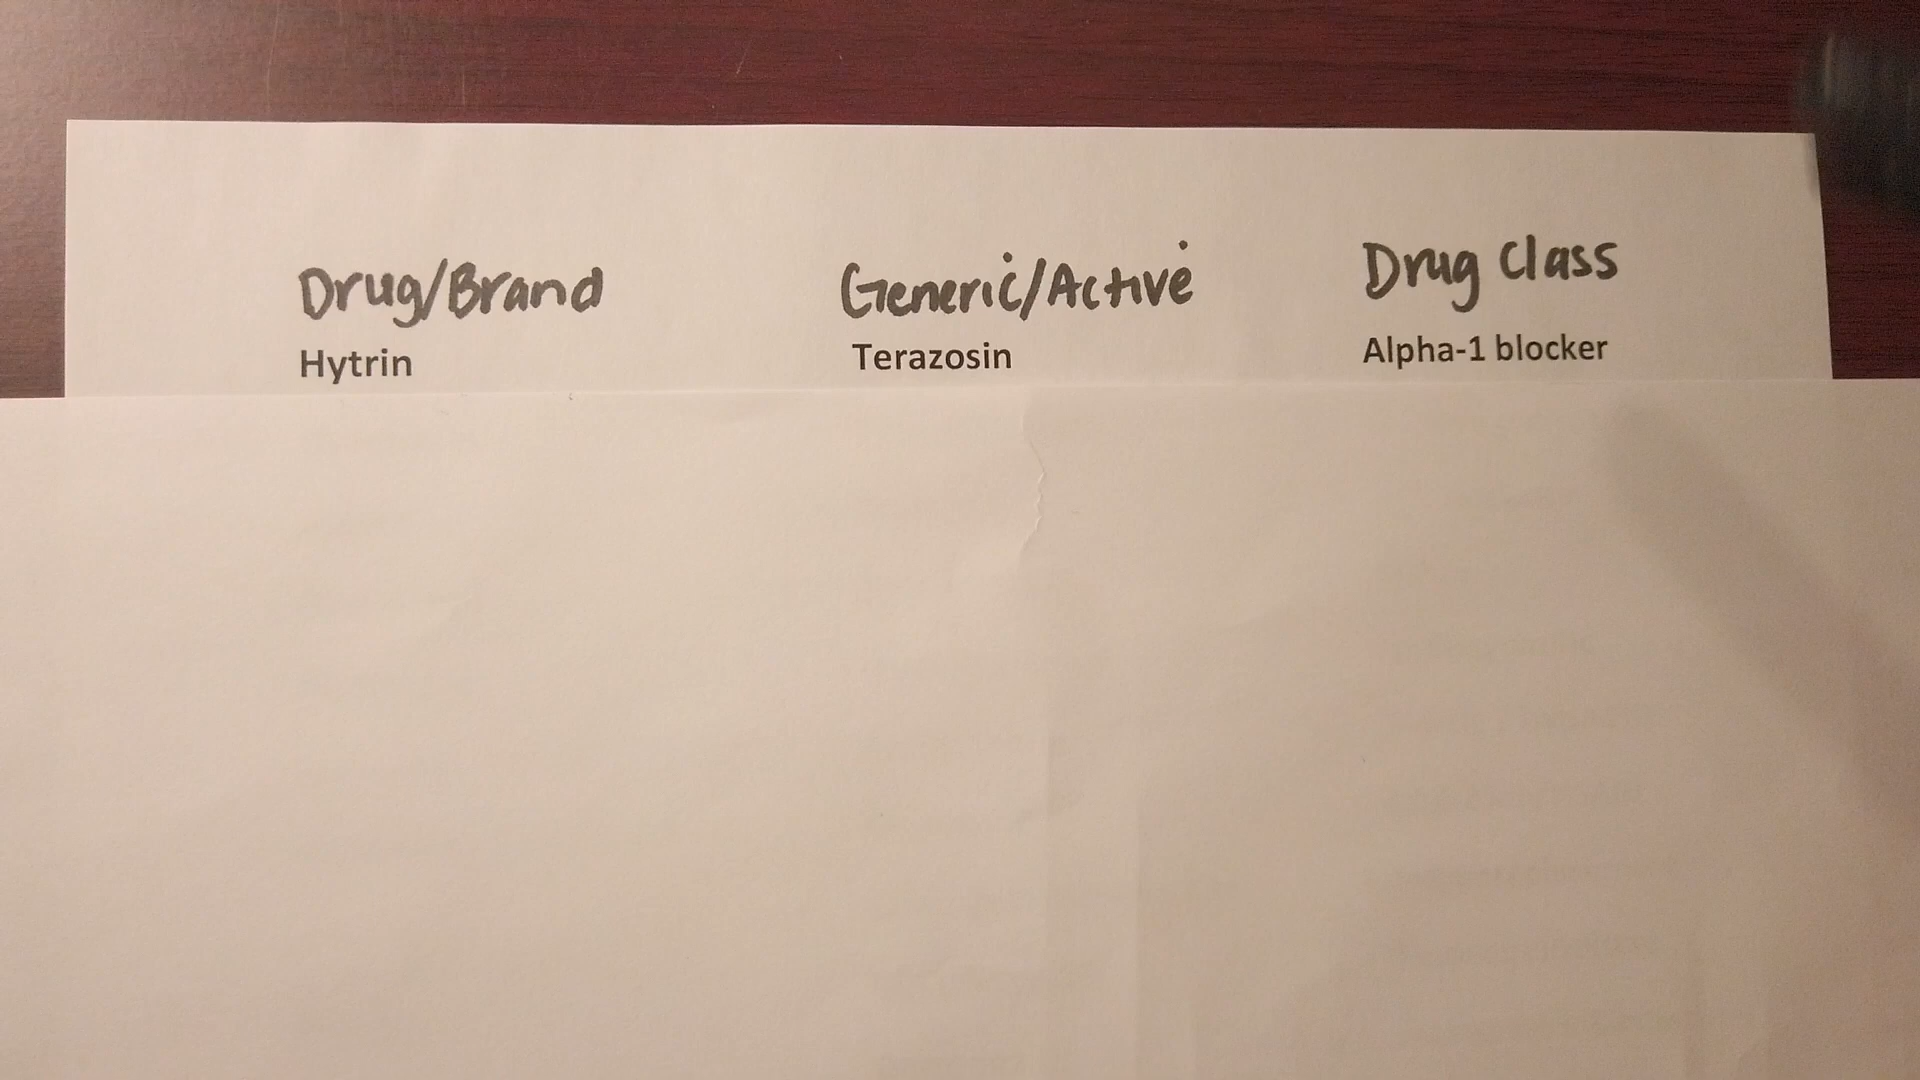 Drug/Brand Generic/Active Drug Class
Hytrin Terazosin Alpha-1 blocker